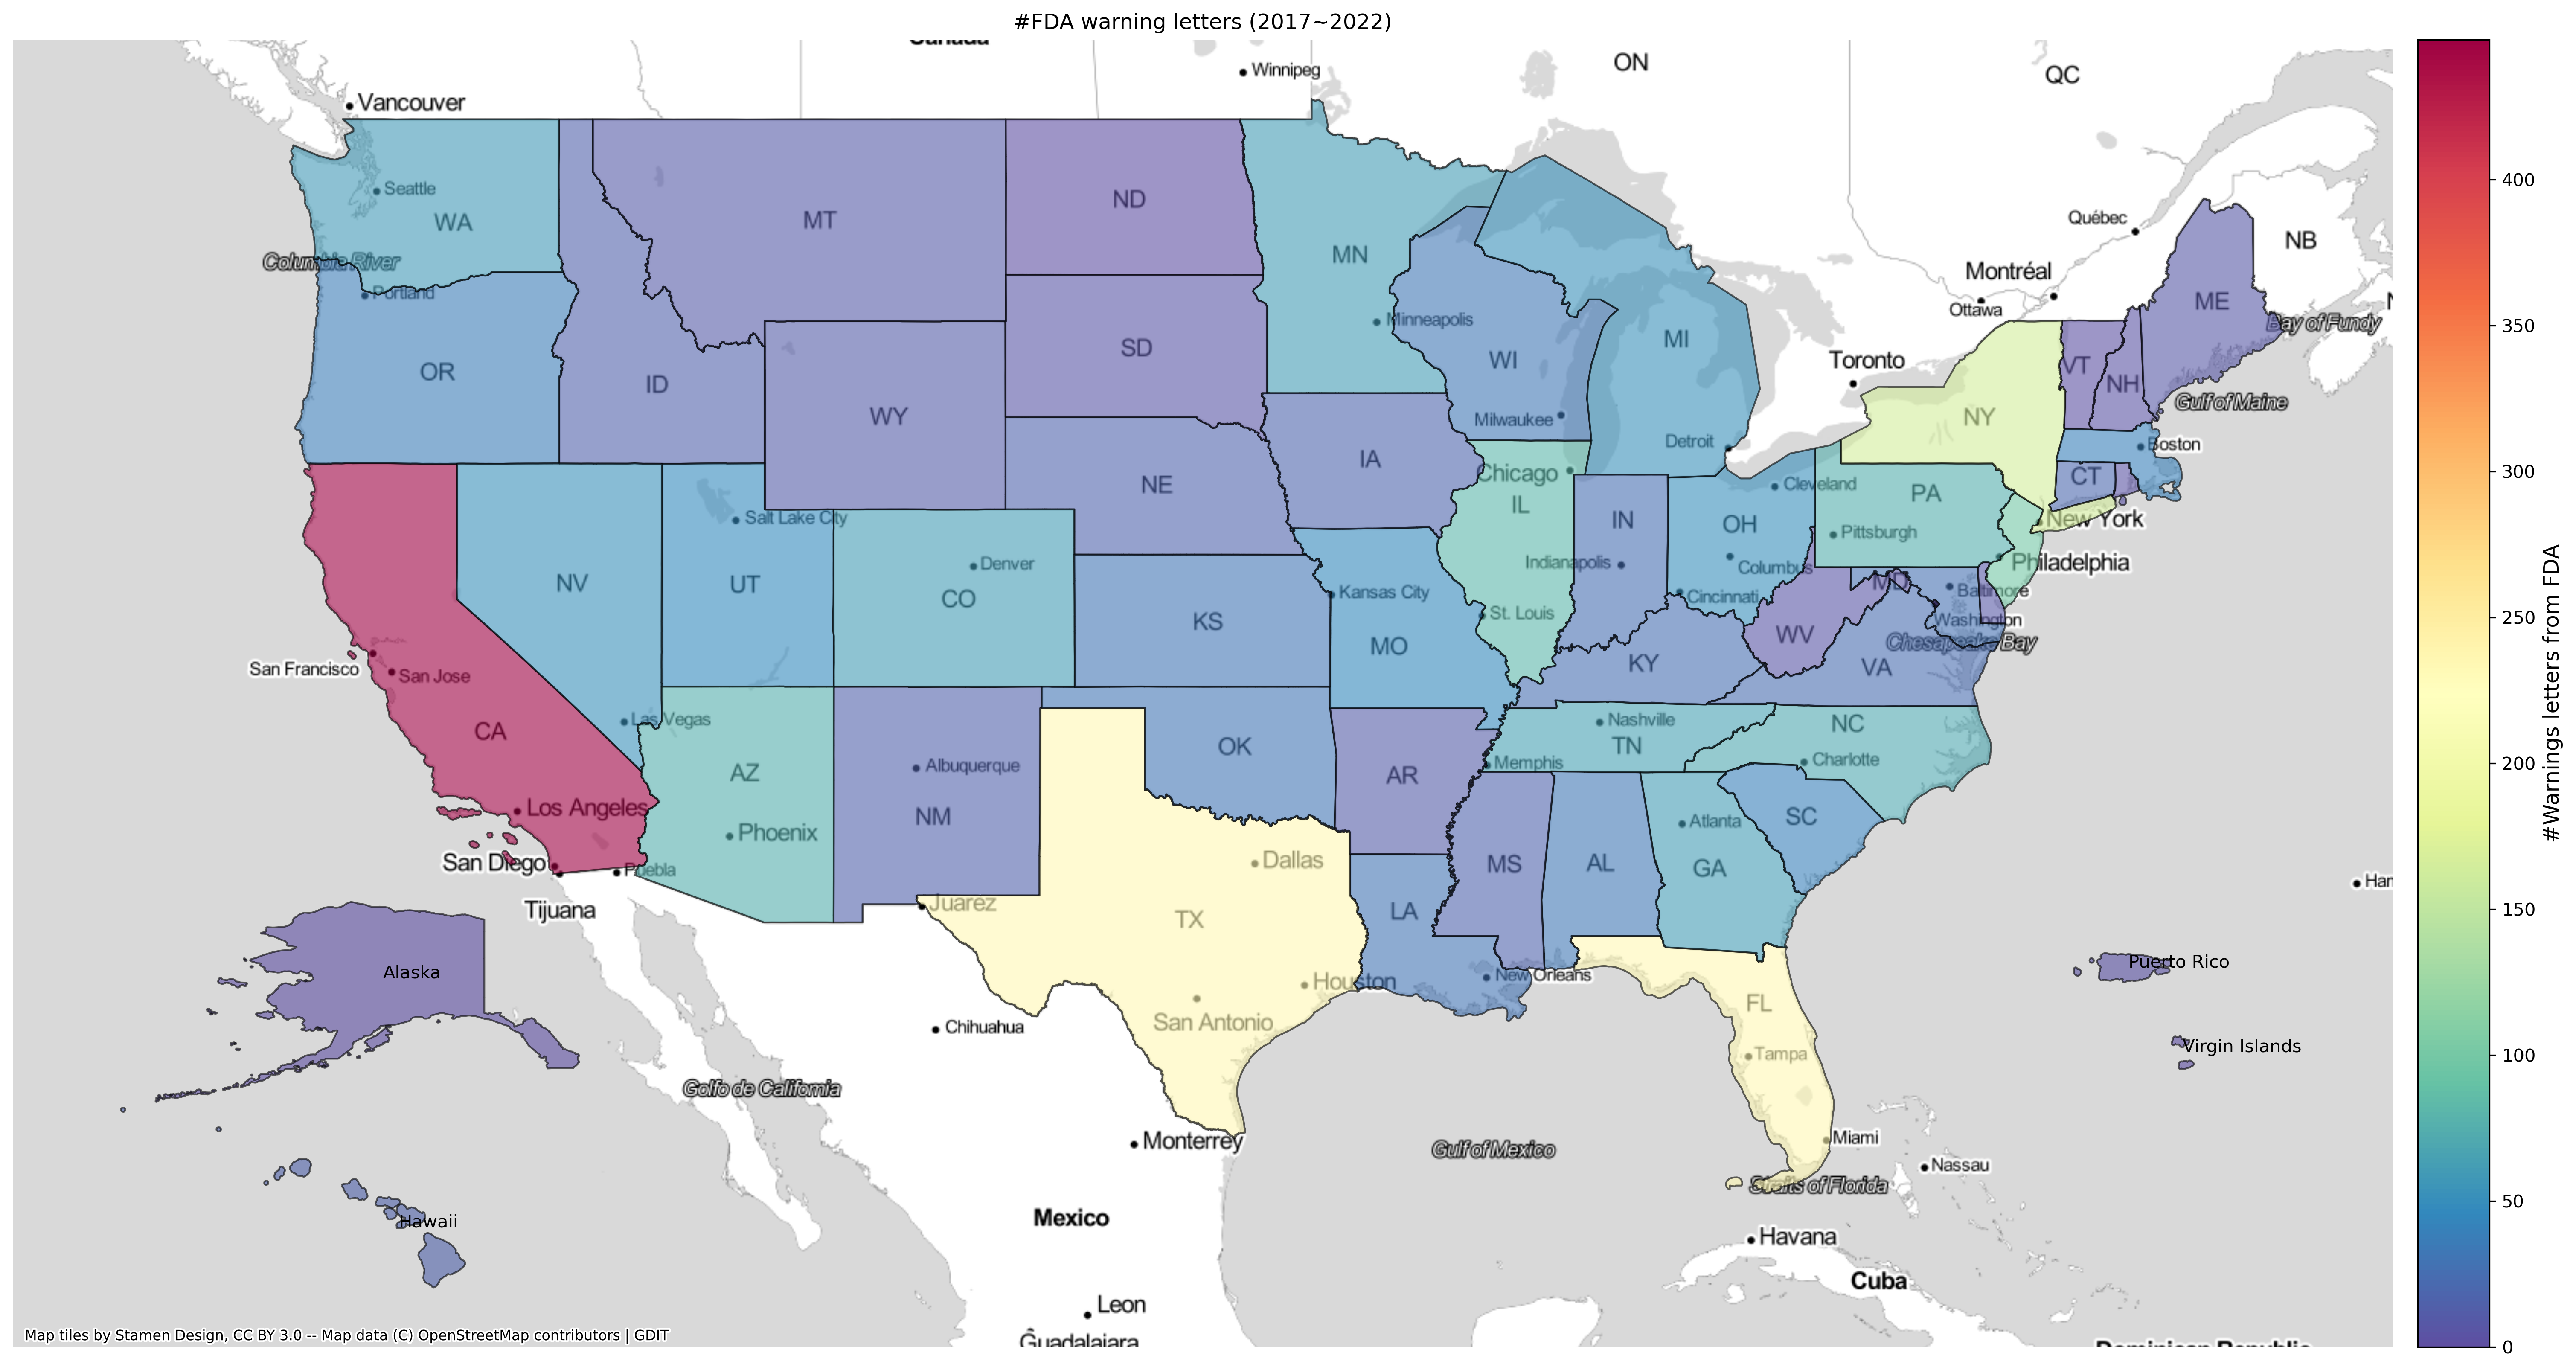 #FDA warning letters (2017~2022)
Canada
Winnipeg
ON
QC
Vancouver
Seattle
WA
Columbia River
Portland
MT
ND
MN
Minneapolis
Québec
NB
Montréal
Ottawa
ME
Bay of Fundy
OR
ID
WY
SD
WI
Milwaukee
MI
Detroit
Toronto
NY
VT
NH
Gulf of Maine
Boston
CT
New York
NE
IA
Chicago
IL
IN
Indianapolis
OH
Cleveland
Columbus
Cincinnati
PA
Pittsburgh
Philadelphia
Salt Lake City
NV
UT
Denver
CO
KS
Kansas City
MO
St. Louis
KY
WV
MD
Baltimore
Washington
Chesapeake Bay
VA
San Francisco
San Jose
CA
Las Vegas
Los Angeles
San Diego
Tijuana
Puebla
AZ
Phoenix
Albuquerque
NM
Juarez
OK
AR
Nashville
TN
Memphis
NC
Charlotte
SC
Atlanta
GA
AL
MS
LA
New Orleans
Dallas
TX
Houston
San Antonio
FL
Tampa
Miami
Straits of Florida
Nassau
Gulf of Mexico
Havana
Cuba
Dominican Republic
Chihuahua
Golfo de California
Monterrey
Mexico
Leon
Guadalajara
Har
Puerto Rico
Virgin Islands
Alaska
Hawaii
Map tiles by Stamen Design, CC BY 3.0 -- Map data (C) OpenStreetMap contributors | GDIT
400
350
300
250
200
150
100
50
0
#Warnings letters from FDA